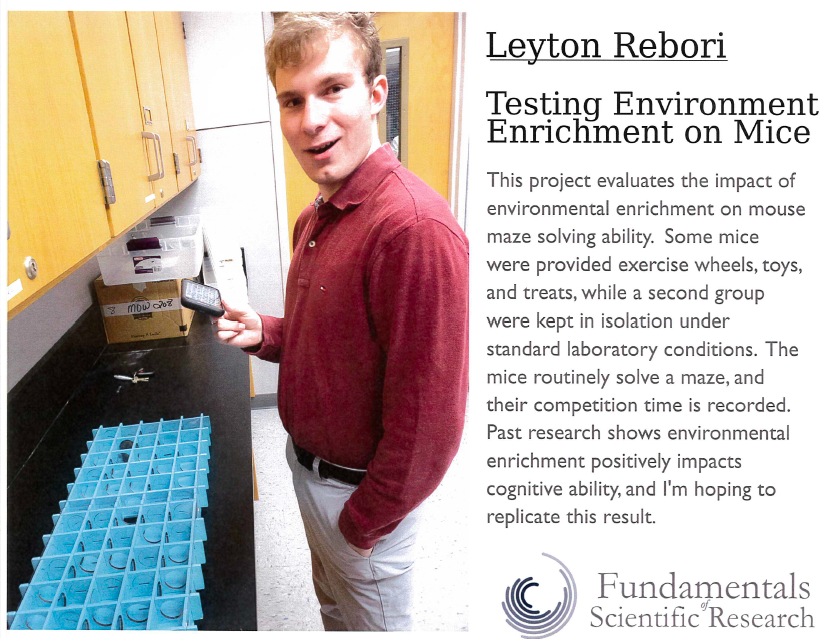 Leyton Rebori
Testing Environment
Enrichment on Mice
This project evaluates the impact of
environmental enrichment on mouse
maze solving ability. Some mice
were provided exercise wheels, toys,
and treats, while a second group
were kept in isolation under
standard laboratory conditions. The
mice routinely solve a maze, and
their competition time is recorded.
Past research shows environmental
enrichment positively impacts
cognitive ability, and I'm hoping to
replicate this result.
Fundamentals
of
Scientific Research